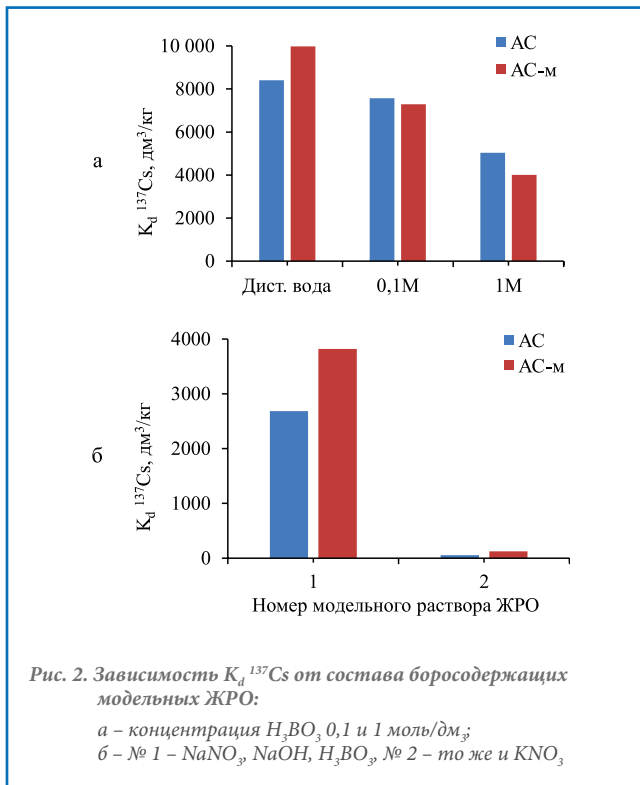 10 000
8000
6000
4000
2000
0
K_d ¹³⁷Cs, дм³/кг
АС
АС-м
а
Дист. вода 0,1М 1М
4000
3000
2000
1000
0
K_d ¹³⁷Cs, дм³/кг
АС
АС-м
б
1 2
Номер модельного раствора ЖРО
Рис. 2. Зависимость K_d ¹³⁷Cs от состава боросодержащих
модельных ЖРО:
а – концентрация H₃BO₃ 0,1 и 1 моль/дм₃;
б – № 1 – NaNO₃, NaOH, H₃BO₃, № 2 – то же и KNO₃